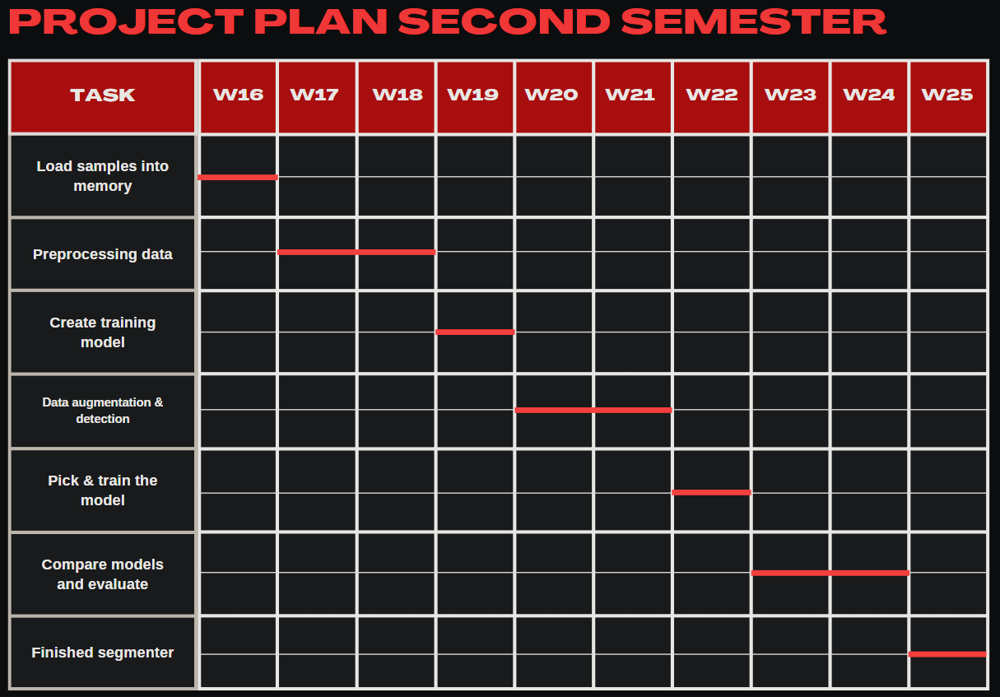 PROJECT PLAN SECOND SEMESTER
TASK W16 W17 W18 W19 W20 W21 W22 W23 W24 W25
Load samples into
memory
Preprocessing data
Create training
model
Data augmentation &
detection
Pick & train the
model
Compare models
and evaluate
Finished segmenter